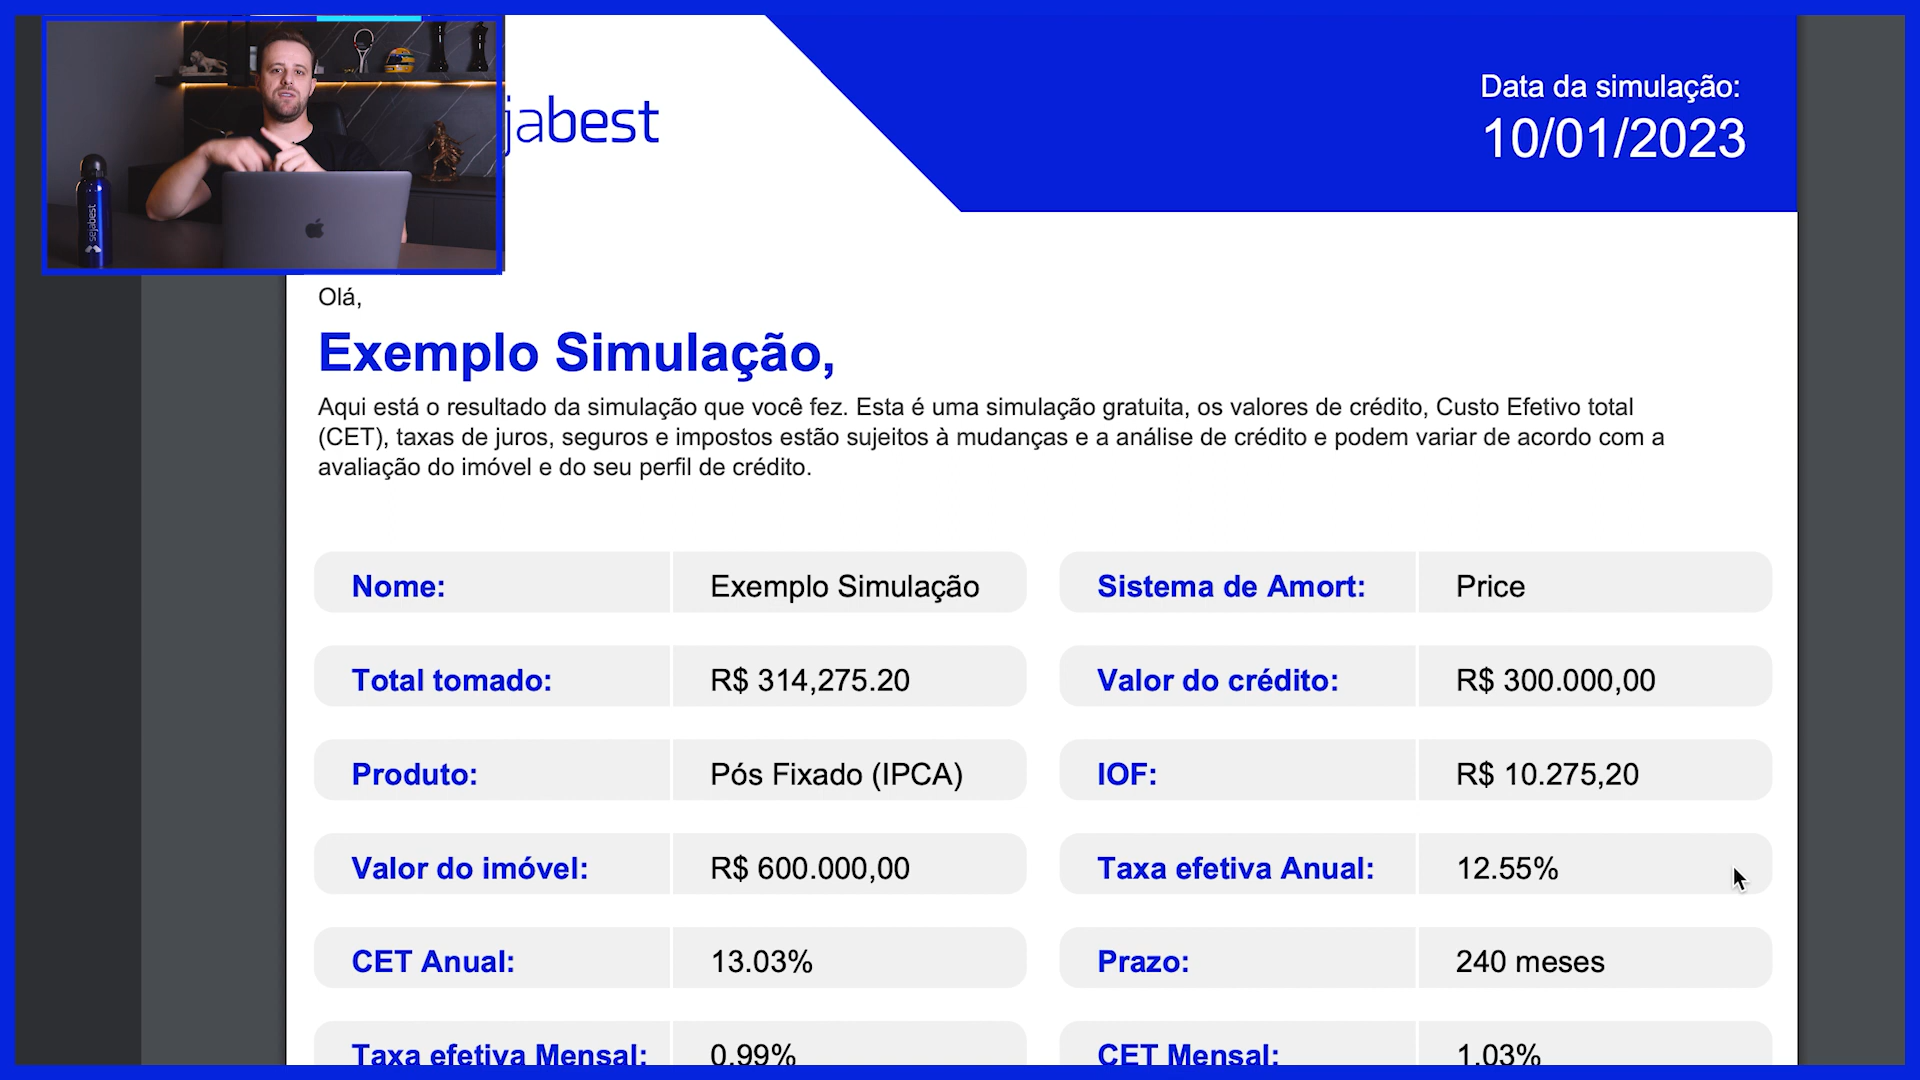 jabest
Data da simulação:
10/01/2023
sejabest
Olá,
Exemplo Simulação,
Aqui está o resultado da simulação que você fez. Esta é uma simulação gratuita, os valores de crédito, Custo Efetivo total
(CET), taxas de juros, seguros e impostos estão sujeitos à mudanças e a análise de crédito e podem variar de acordo com a
avaliação do imóvel e do seu perfil de crédito.
Nome: Exemplo Simulação
Sistema de Amort: Price
Total tomado: R$ 314,275.20
Valor do crédito: R$ 300.000,00
Produto: Pós Fixado (IPCA)
IOF: R$ 10.275,20
Valor do imóvel: R$ 600.000,00
Taxa efetiva Anual: 12.55%
CET Anual: 13.03%
Prazo: 240 meses
Taxa efetiva Mensal: 0.99%
CET Mensal: 1.03%